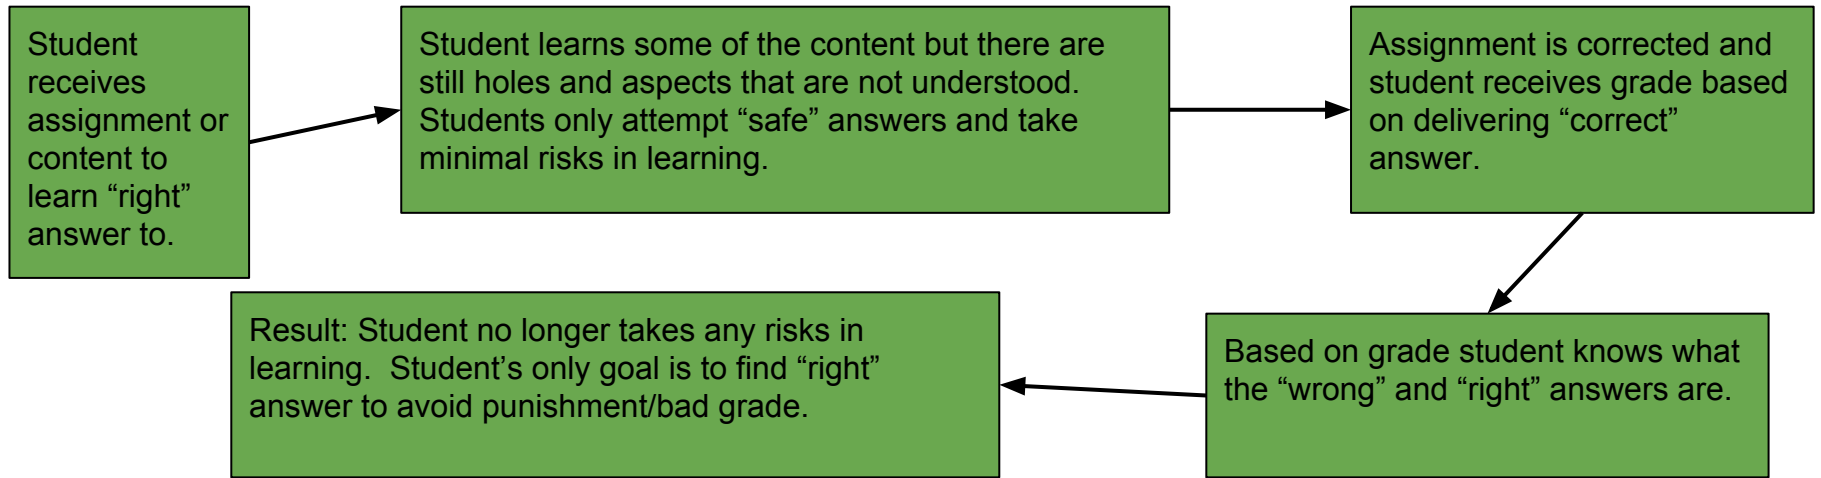 Student
receives
assignment or
content to
learn “right”
answer to.
Student learns some of the content but there are
still holes and aspects that are not understood.
Students only attempt “safe” answers and take
minimal risks in learning.
Assignment is corrected and
student receives grade based
on delivering “correct”
answer.
Based on grade student knows what
the “wrong” and “right” answers are.
Result: Student no longer takes any risks in
learning.  Student’s only goal is to find “right”
answer to avoid punishment/bad grade.